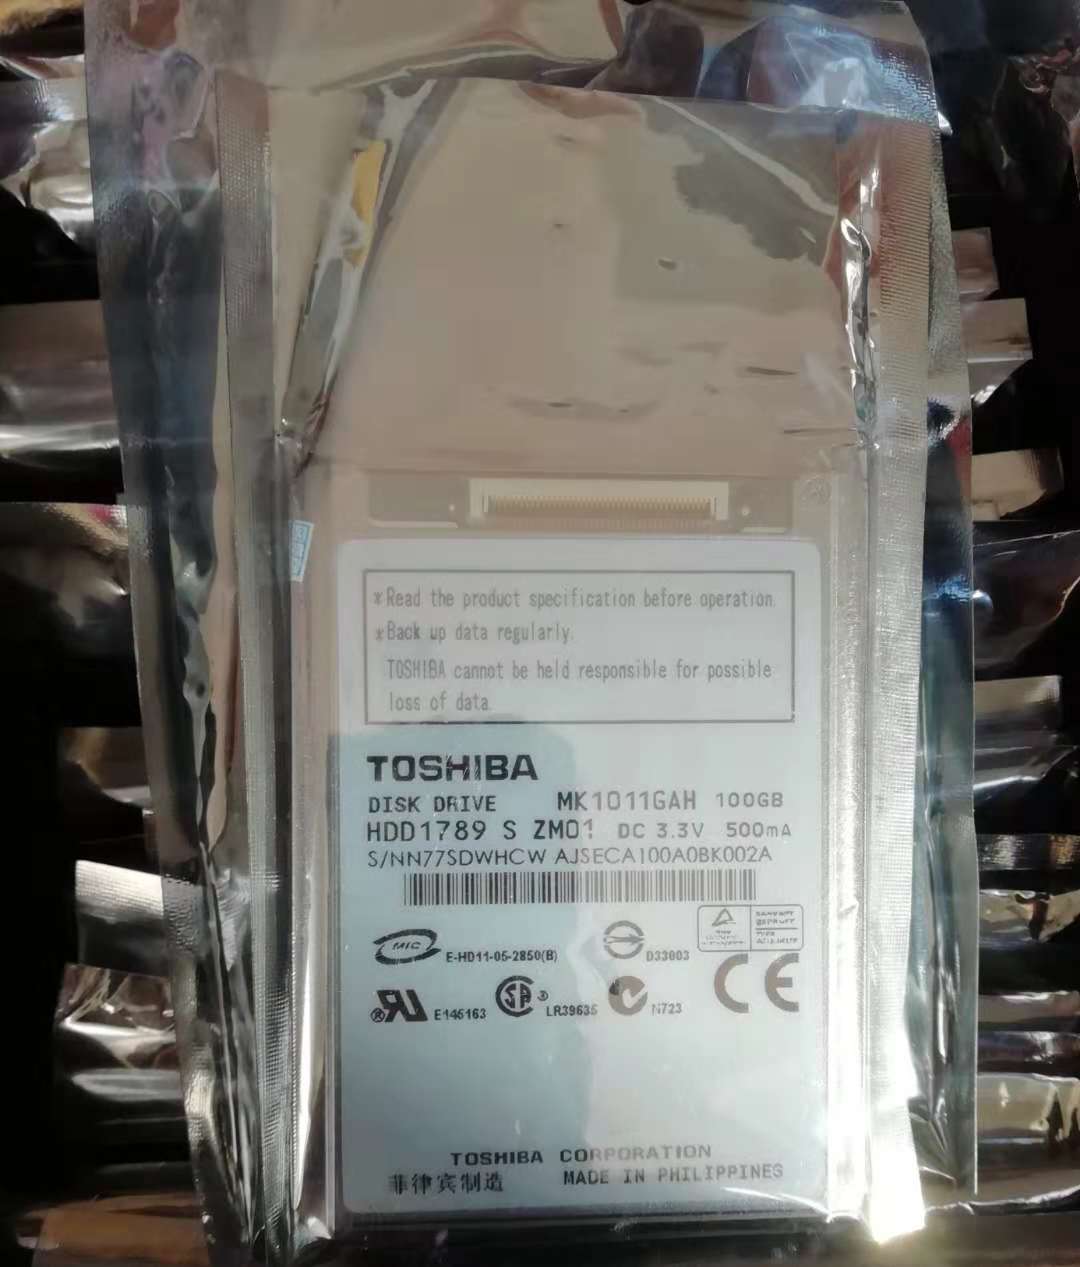 *Read the product specification before operation.
*Back up data regularly.
TOSHIBA cannot be held responsible for possible
loss of data.
TOSHIBA
DISK DRIVE MK1011GAH 100GB
HDD1789 S ZM01 DC 3.3V 500mA
S/NN77SDWHCW AJSECA100A0BK002A
MIC E-HD11-05-2850(B) D33003
E146163 LR39635 N723 CE
TOSHIBA CORPORATION
菲律宾制造 MADE IN PHILIPPINES